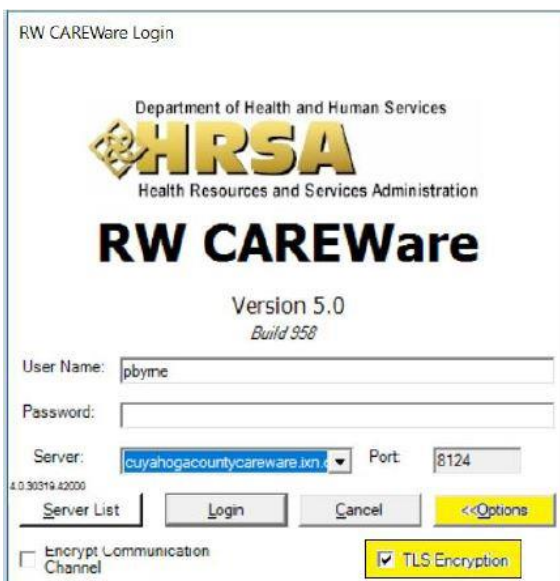 RW CAREWare Login
Department of Health and Human Services
HRSA
Health Resources and Services Administration
RW CAREWare
Version 5.0
Build 958
User Name: pbyrne
Password:
Server: cuyahogacountycareware.ixn. Port: 8124
4.0.30319.42000
Server List Login Cancel <<Options
Encrypt Communication
Channel
TLS Encryption